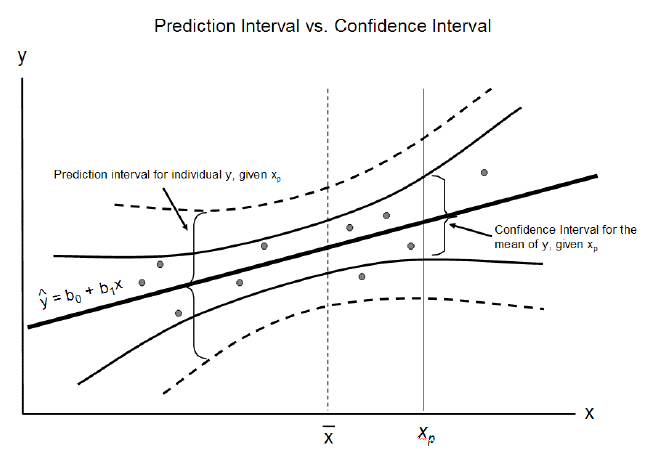 Prediction Interval vs. Confidence Interval
y
Prediction interval for individual y, given xₚ
Confidence Interval for the
mean of y, given xₚ
ŷ = b₀ + b₁x
x
x̄
xₚ